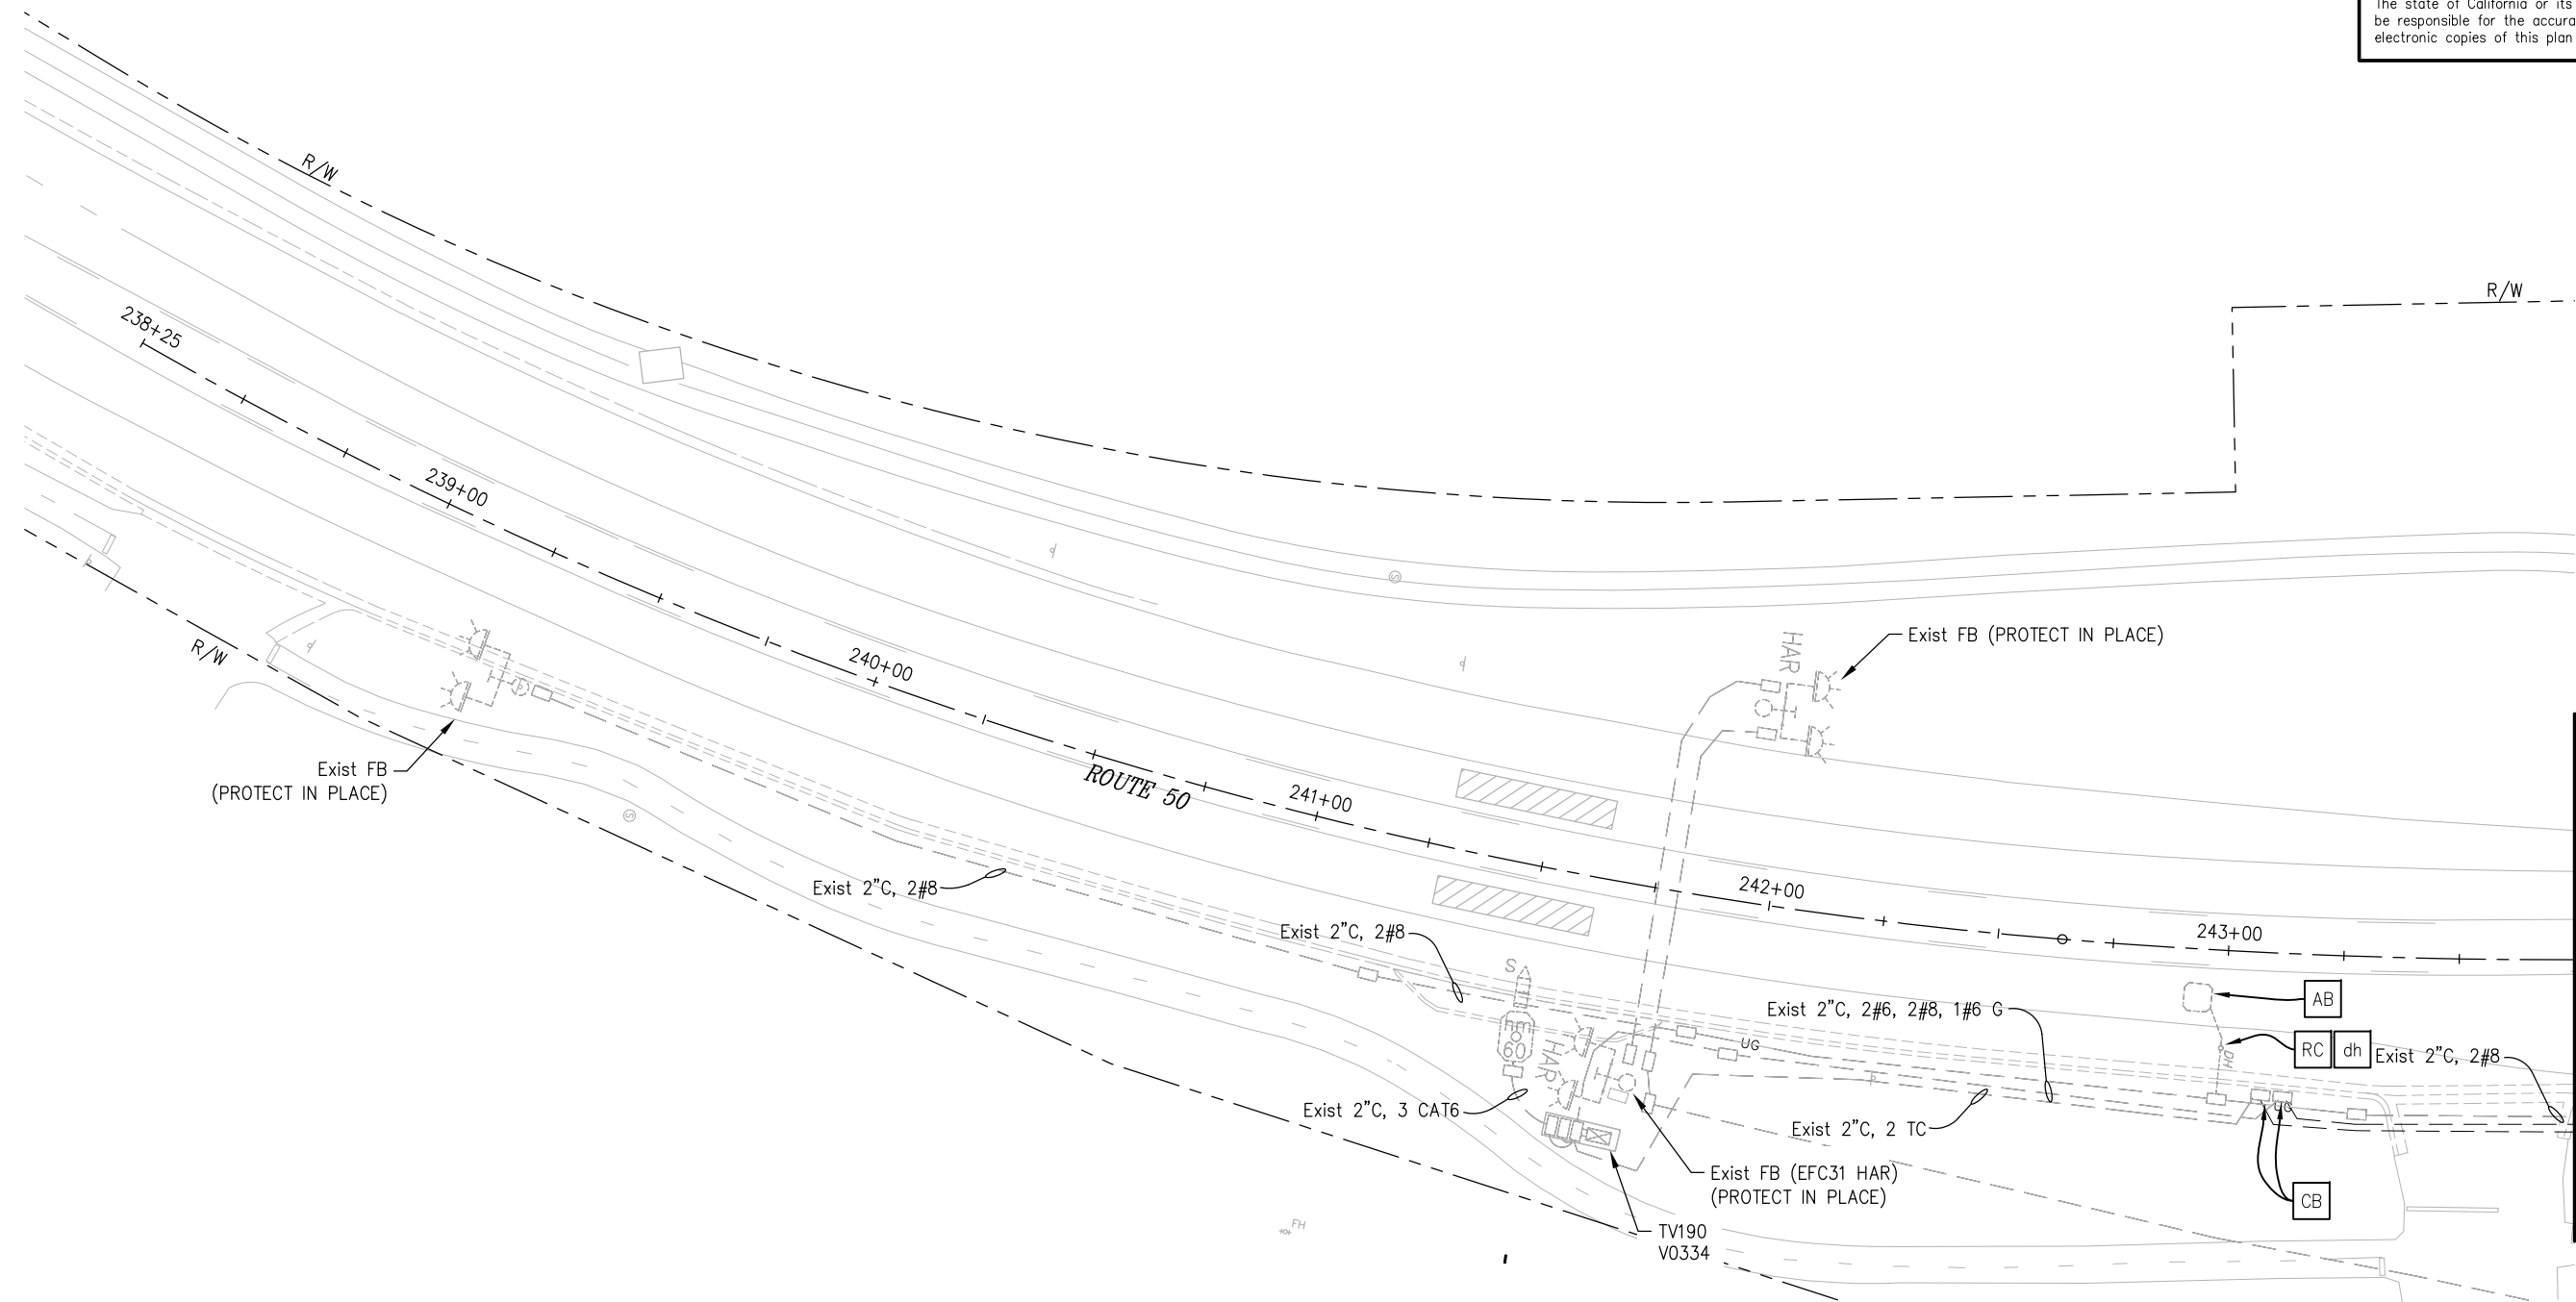 The state of California or its
be responsible for the accura
electronic copies of this plan
R/W
R/W
238+25
239+00
R/W
240+00
HAR
Exist FB (PROTECT IN PLACE)
Exist FB
(PROTECT IN PLACE)
ROUTE 50
241+00
Exist 2"C, 2#8
242+00
Exist 2"C, 2#8
243+00
S
AB
Exist 2"C, 2#6, 2#8, 1#6 G
60
HAR
UG
DH
RC
dh
Exist 2"C, 2#8
Exist 2"C, 3 CAT6
Exist 2"C, 2 TC
UG
Exist FB (EFC31 HAR)
(PROTECT IN PLACE)
CB
FH
TV190
V0334
S
S